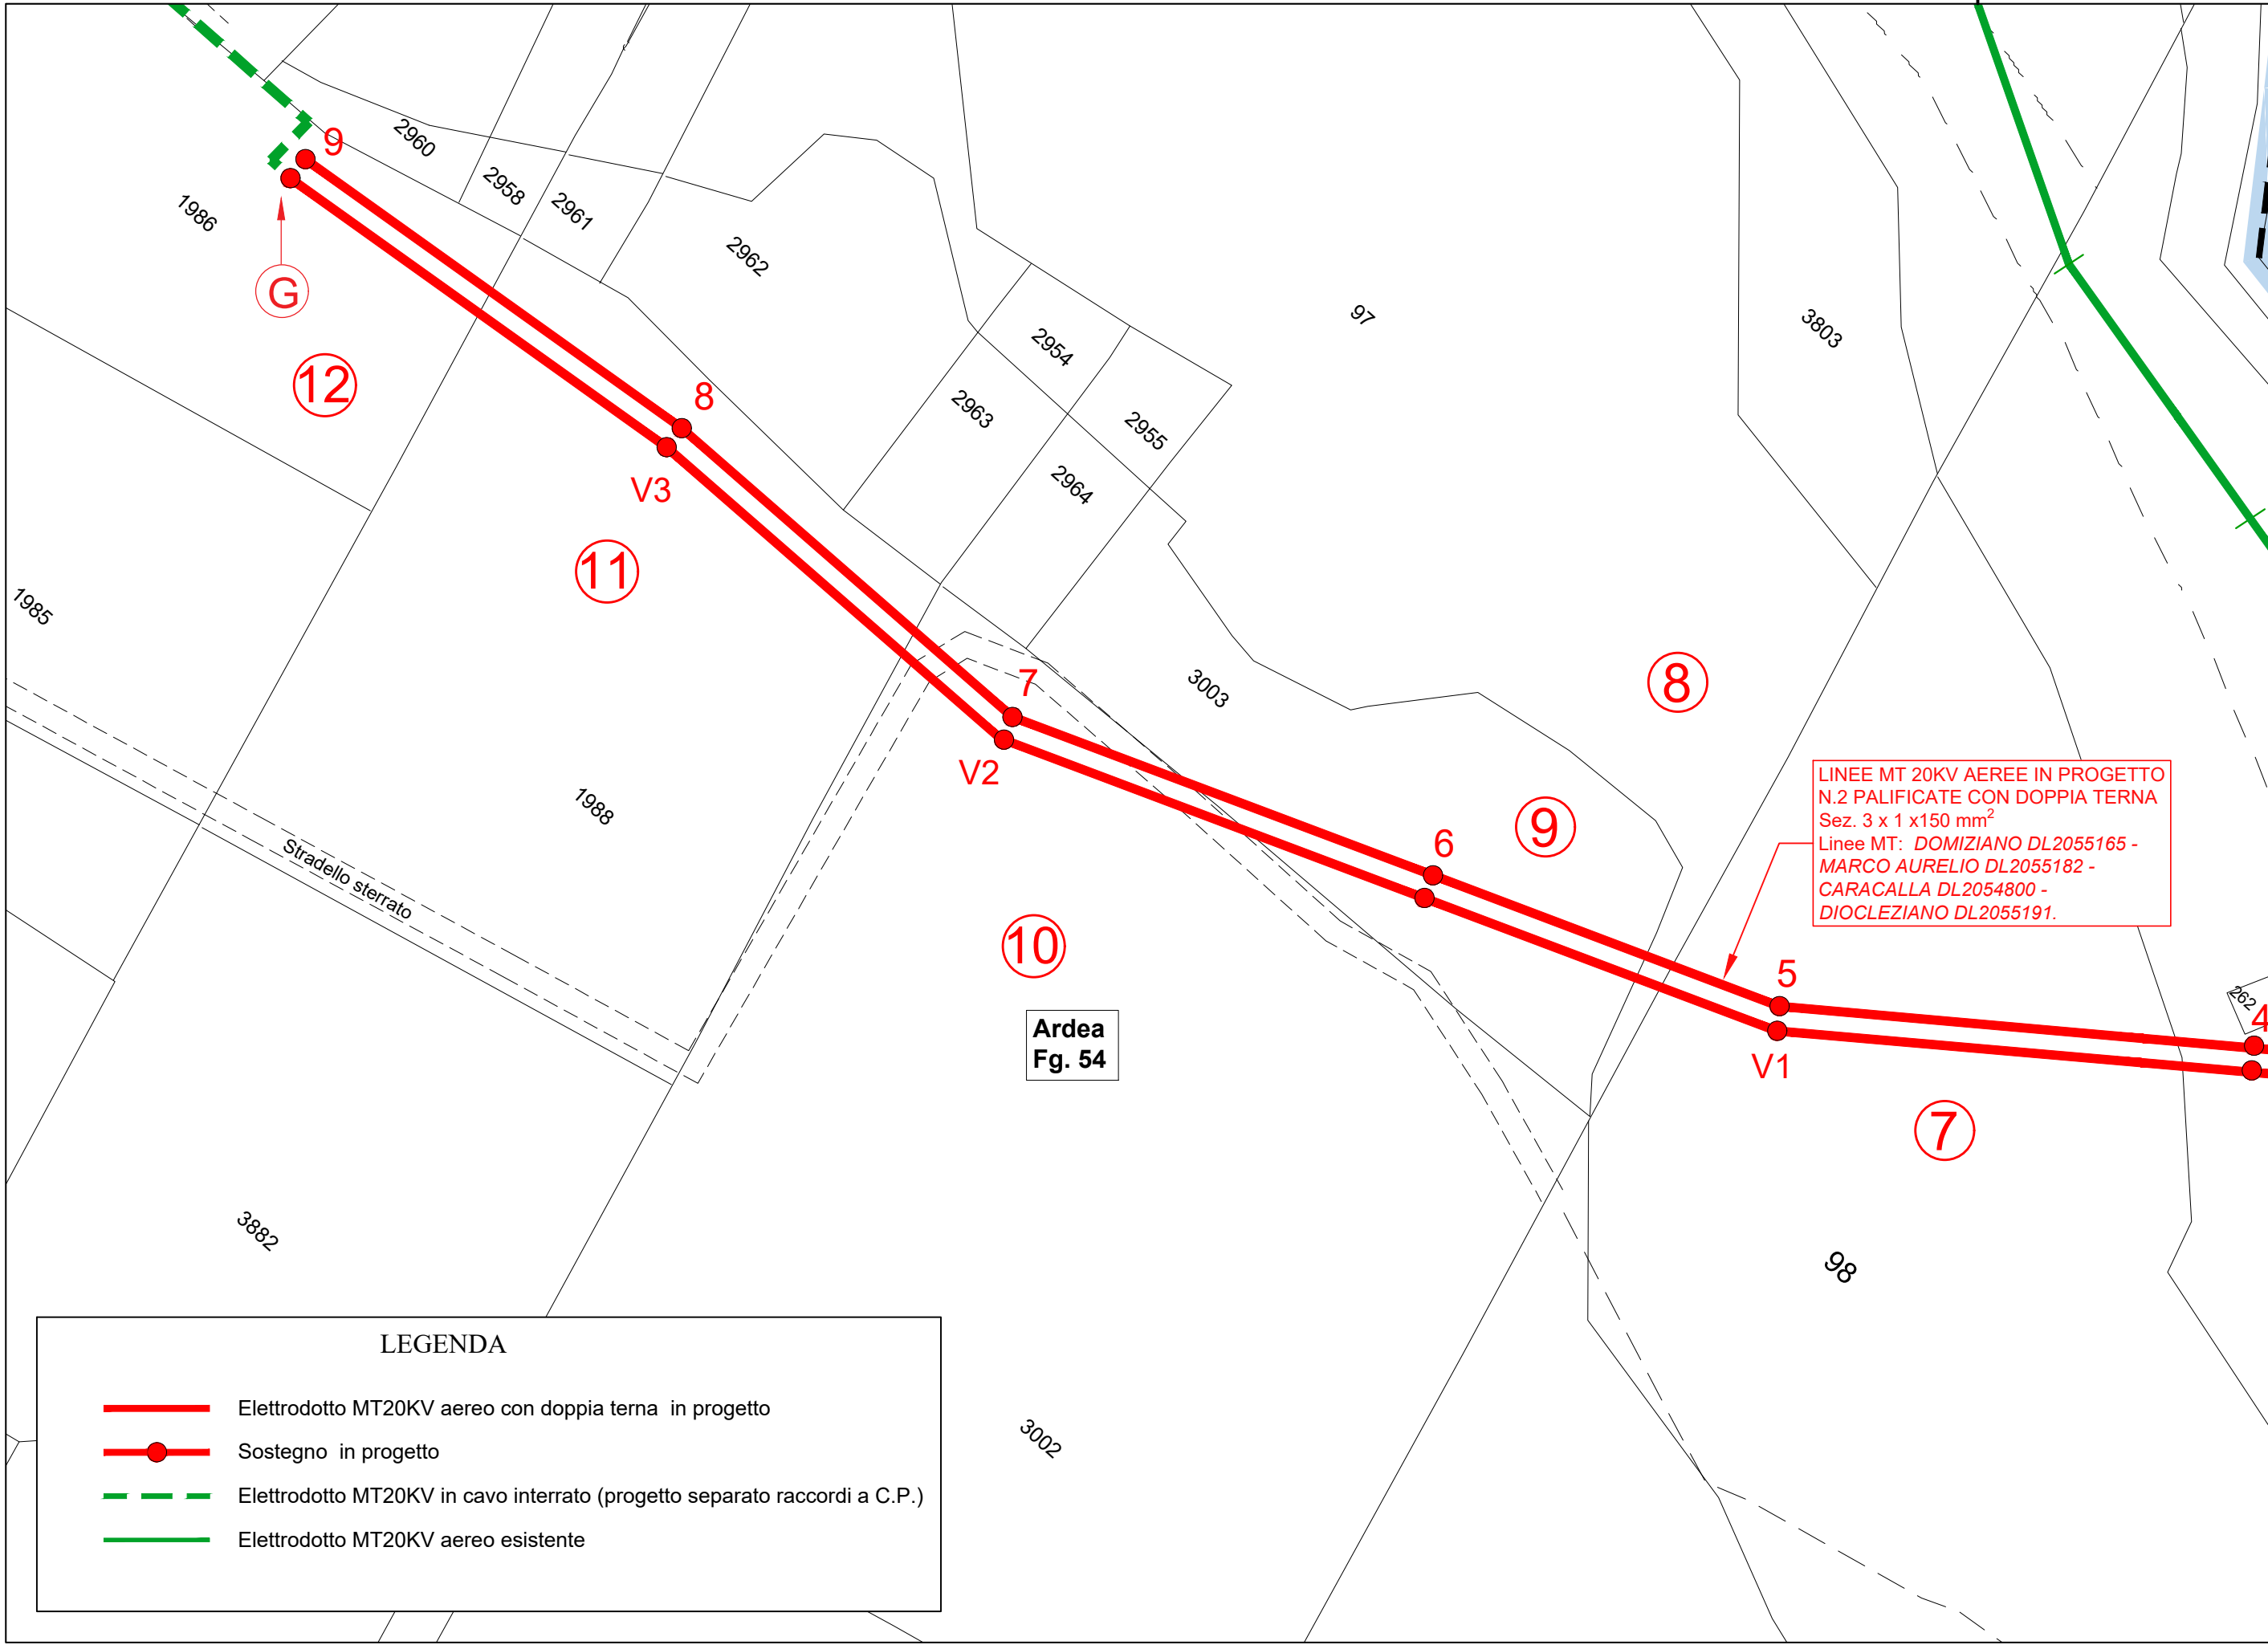 9
2960
2958
2961
1986
2962
G
97
3803
2954
12
8
2963
2955
V3
2964
11
1985
7
3003
8
V2
LINEE MT 20KV AEREE IN PROGETTO
N.2 PALIFICATE CON DOPPIA TERNA
Sez. 3 x 1 x150 mm²
Linee MT: DOMIZIANO DL2055165 -
MARCO AURELIO DL2055182 -
CARACALLA DL2054800 -
DIOCLEZIANO DL2055191.
1988
9
6
Stradello sterrato
10
5
262
4
Ardea
Fg. 54
V1
7
3882
98
3002
LEGENDA
Elettrodotto MT20KV aereo con doppia terna in progetto
Sostegno in progetto
Elettrodotto MT20KV in cavo interrato (progetto separato raccordi a C.P.)
Elettrodotto MT20KV aereo esistente